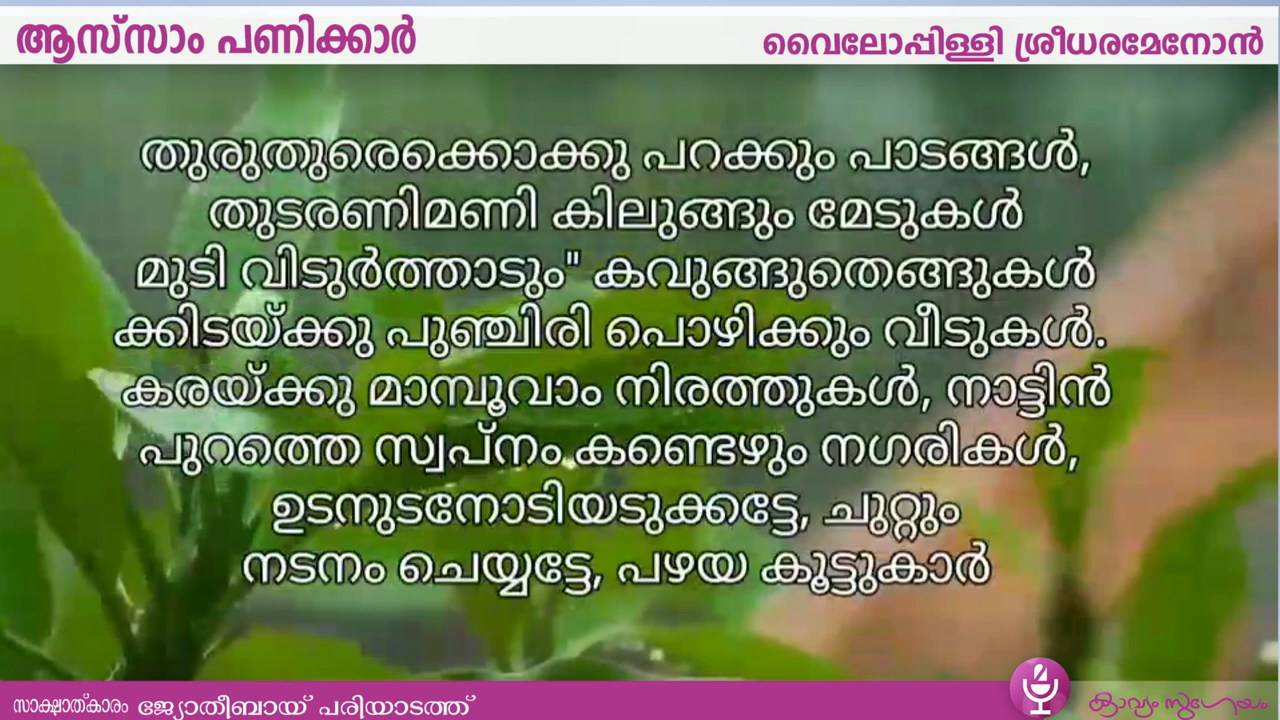 ആസ്സാം പണിക്കാർ
വൈലോപ്പിള്ളി ശ്രീധരമേനോൻ
തുരുതുരെക്കൊക്കു പറക്കും പാടങ്ങൾ,
തുടരണിമണി കിലുങ്ങും മേടുകൾ
മുടി വിടുർത്താടും" കവുങ്ങുതെങ്ങുകൾ
ക്കിടയ്ക്കു പുഞ്ചിരി പൊഴിക്കും വീടുകൾ.
കരയ്ക്കു മാമ്പൂവാം നിരത്തുകൾ, നാട്ടിൻ
പുറത്തെ സ്വപ്നം കണ്ടെഴും നഗരികൾ,
ഉടനുടനോടിയടുക്കട്ടേ, ചുറ്റും
നടനം ചെയ്യട്ടേ, പഴയ കൂട്ടുകാർ
സാക്ഷാത്കാരം ജ്യോതീബായ് പരിയാടത്ത്
കാവ്യം സുഗേയം